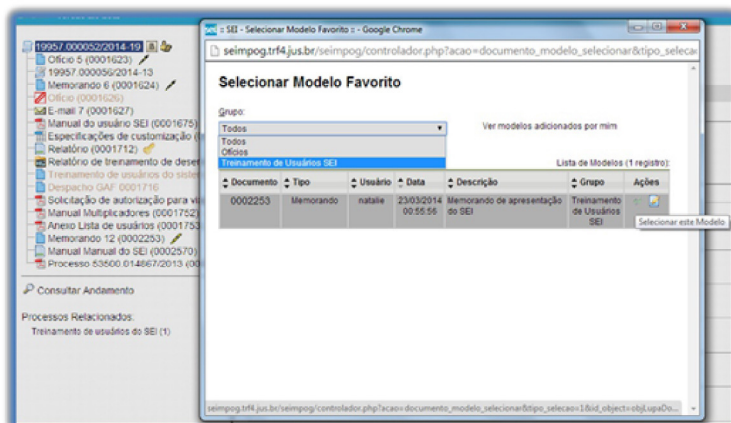 19957.000052/2014-19
Ofício 5 (0001623)
19957.000056/2014-13
Memorando 6 (0001624)
Ofício (0001626)
E-mail 7 (0001627)
Manual do usuário SEI (0001675)
Especificações de customização
Relatório (0001712)
Relatório de treinamento de
Treinamento de usuários do
Despacho GAF 0001716
Solicitação de autorização para
Manual Multiplicadores (0001752)
Anexo Lista de usuários (0001753
Memorando 12 (0002253)
Manual Manual do SEI (0002570)
Processo 53500.014867/2013 (00
Consultar Andamento
Processos Relacionados:
Treinamento de usuários do SEI (1)
:: SEI - Selecionar Modelo Favorito :: - Google Chrome
seimpog.trf4.jus.br/seimpog/controlador.php?acao=documento_modelo_selecionar&tipo_selecao
Selecionar Modelo Favorito
Grupo:
Todos
Ver modelos adicionados por mim
Todos
Ofícios
Treinamento de Usuários SEI
Lista de Modelos (1 registro):
Documento Tipo Usuário Data Descrição Grupo Ações
0002253 Memorando natalie 23/03/2014 00:55:56 Memorando de apresentação do SEI Treinamento de Usuários SEI
Selecionar este Modelo
seimpog.trf4.jus.br/seimpog/controlador.php?acao=documento_modelo_selecionar&tipo_selecao=1&id_object=objLupaDo...